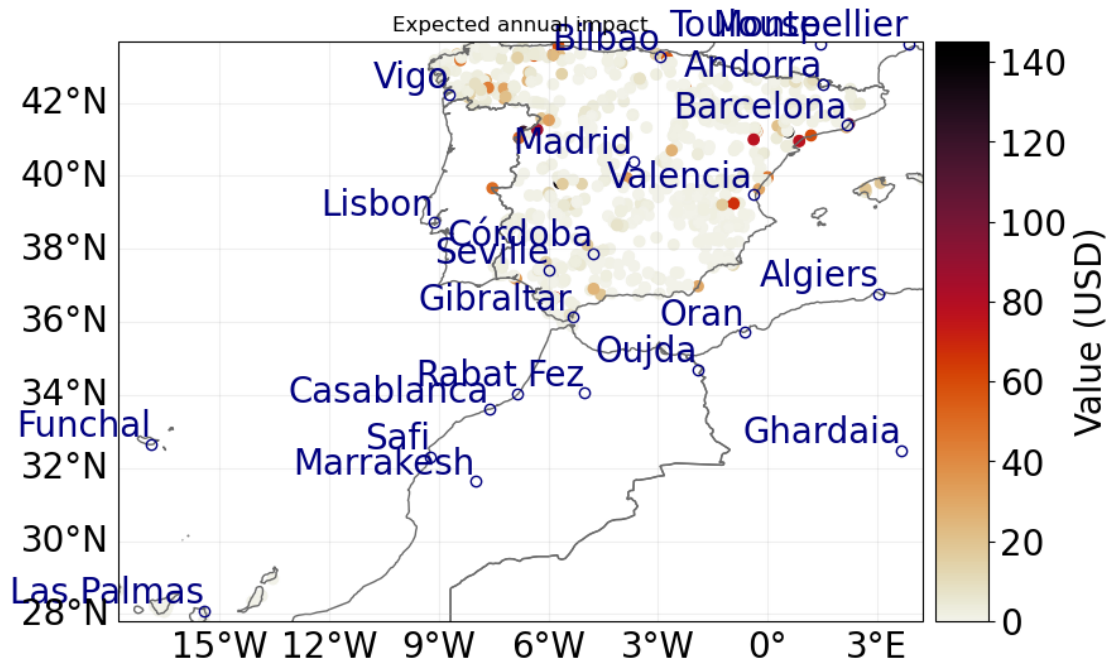 Expected annual impact
Toulouse
Montpellier
Bilbao
Andorra
Vigo
Barcelona
Madrid
Valencia
Lisbon
Córdoba
Seville
Algiers
Gibraltar
Oran
Oujda
Rabat
Fez
Casablanca
Funchal
Safi
Ghardaia
Marrakesh
Las Palmas
42°N
40°N
38°N
36°N
34°N
32°N
30°N
28°N
15°W 12°W 9°W 6°W 3°W 0° 3°E
140
120
100
80
60
40
20
0
Value (USD)